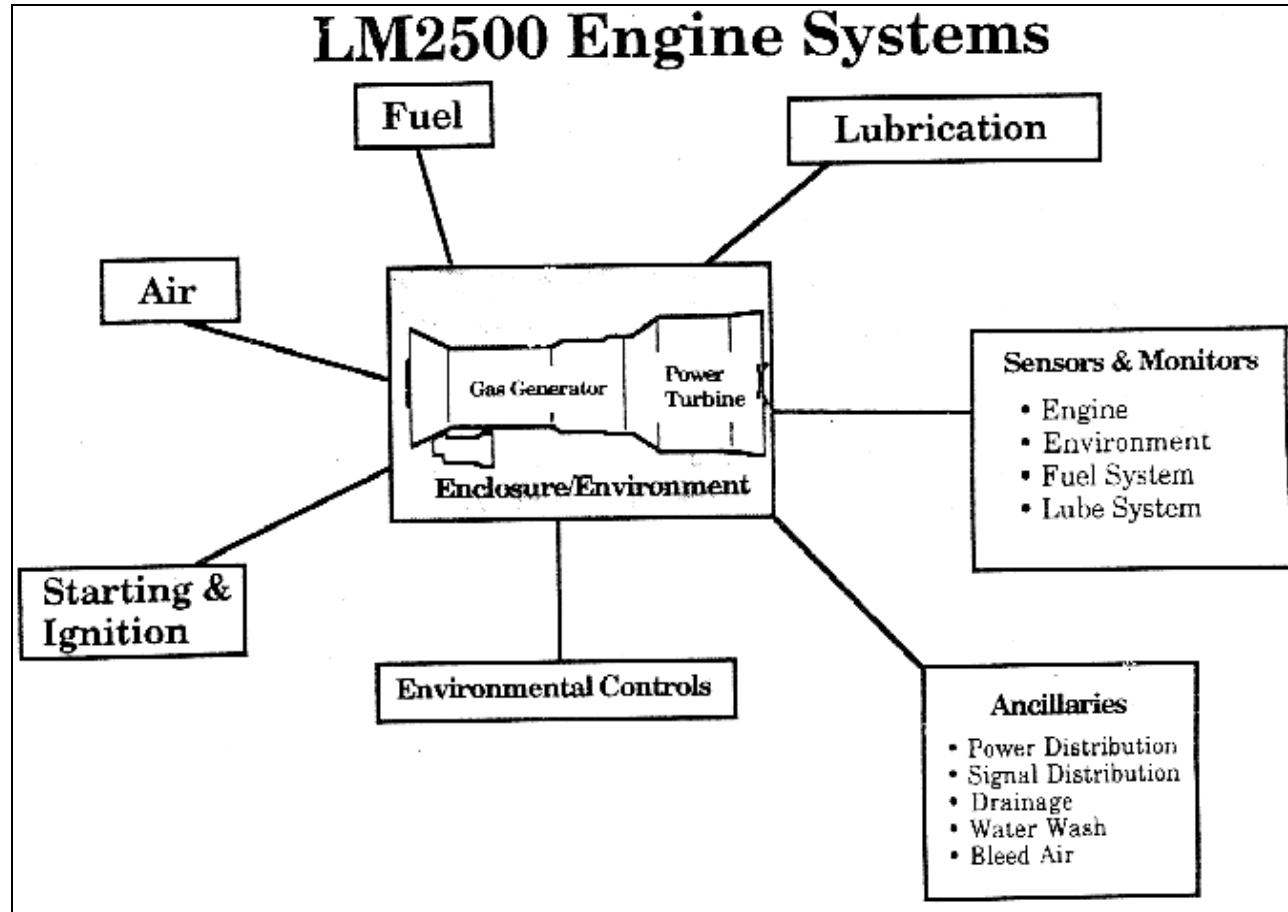 LM2500 Engine Systems
Fuel
Lubrication
Air
Gas Generator
Power
Turbine
Enclosure/Environment
Sensors & Monitors
• Engine
• Environment
• Fuel System
• Lube System
Starting &
Ignition
Environmental Controls
Ancillaries
• Power Distribution
• Signal Distribution
• Drainage
• Water Wash
• Bleed Air